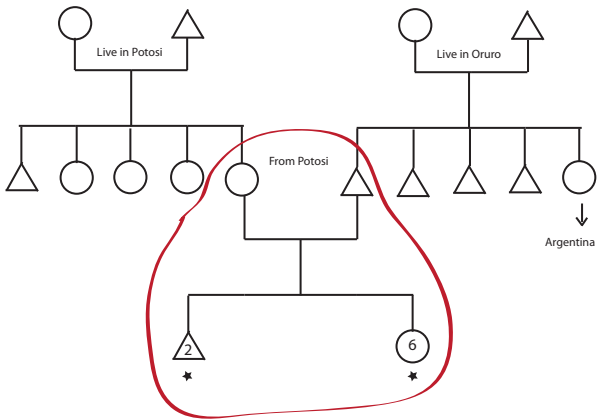 Live in Potosi
Live in Oruro
From Potosi
Argentina
2
6